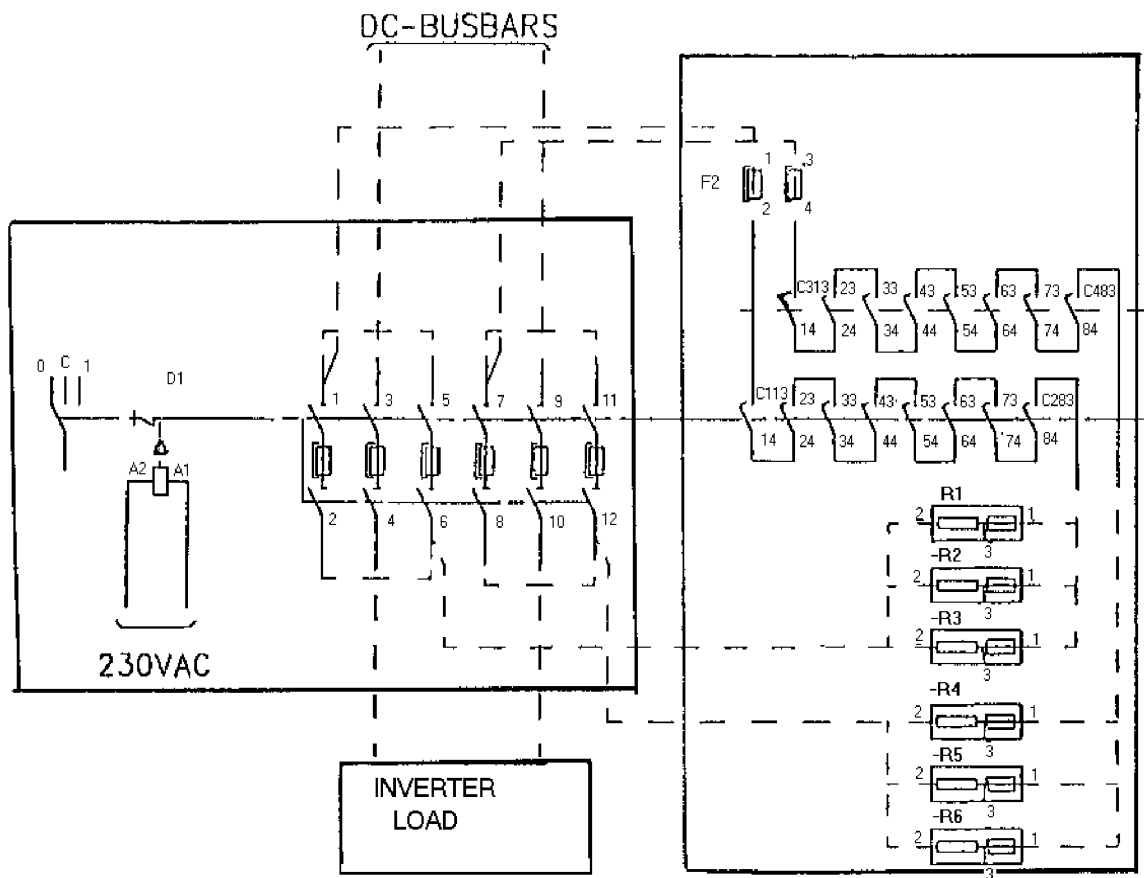 DC-BUSBARS
1 3
F2
2 4
C313 23 33 43 53 63 73 C483
14 24 34 44 54 64 74 84
0 C 1
D1
1 3 5 7 9 11
C113 23 33 43 53 63 73 C283
14 24 34 44 54 64 74 84
A2 A1
2 4 6 8 10 12
R1
2 1
3
-R2
2 1
3
-R3
2 1
3
230VAC
-R4
2 1
3
-R5
2 1
3
-R6
2 1
3
INVERTER
LOAD